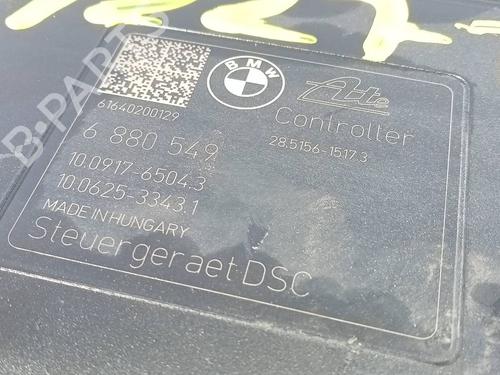 BMW
Ate
61640200129
Controller
28.5156-1517.3
6 880 549
10.0917-6504.3
10.0625-3343.1
MADE IN HUNGARY
Steuergeraet DSC
B-PARTS